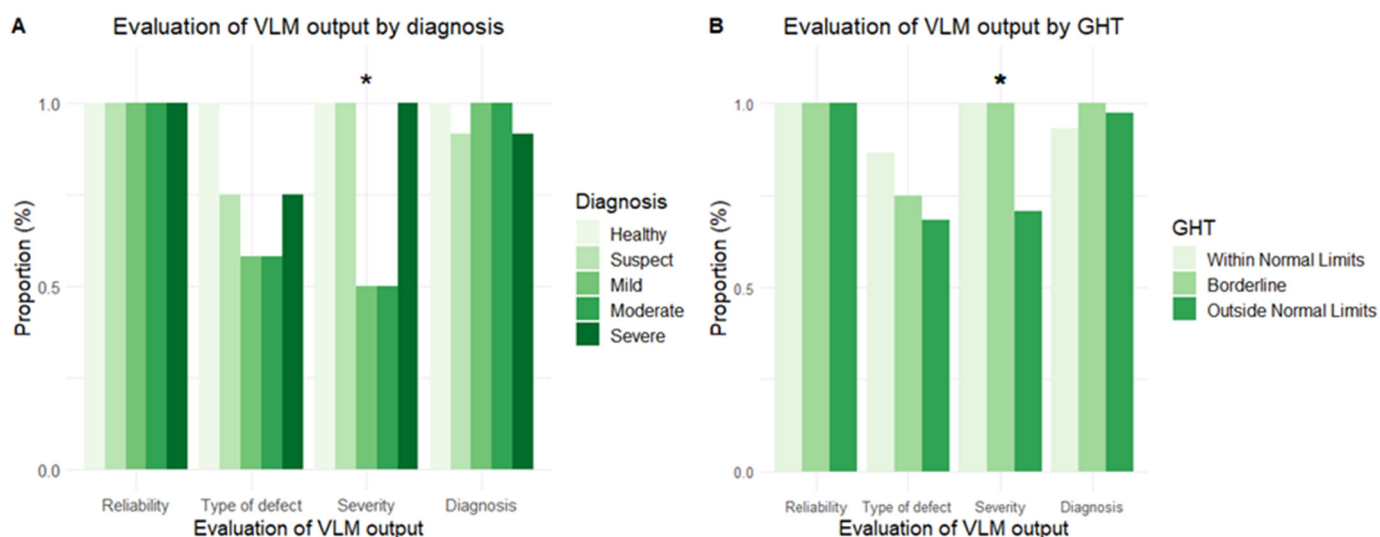 A
Evaluation of VLM output by diagnosis
*
1.0
0.5
0.0
Proportion (%)
Reliability
Type of defect
Severity
Diagnosis
Evaluation of VLM output
Diagnosis
Healthy
Suspect
Mild
Moderate
Severe
B
Evaluation of VLM output by GHT
*
1.0
0.5
0.0
Proportion (%)
Reliability
Type of defect
Severity
Diagnosis
Evaluation of VLM output
GHT
Within Normal Limits
Borderline
Outside Normal Limits